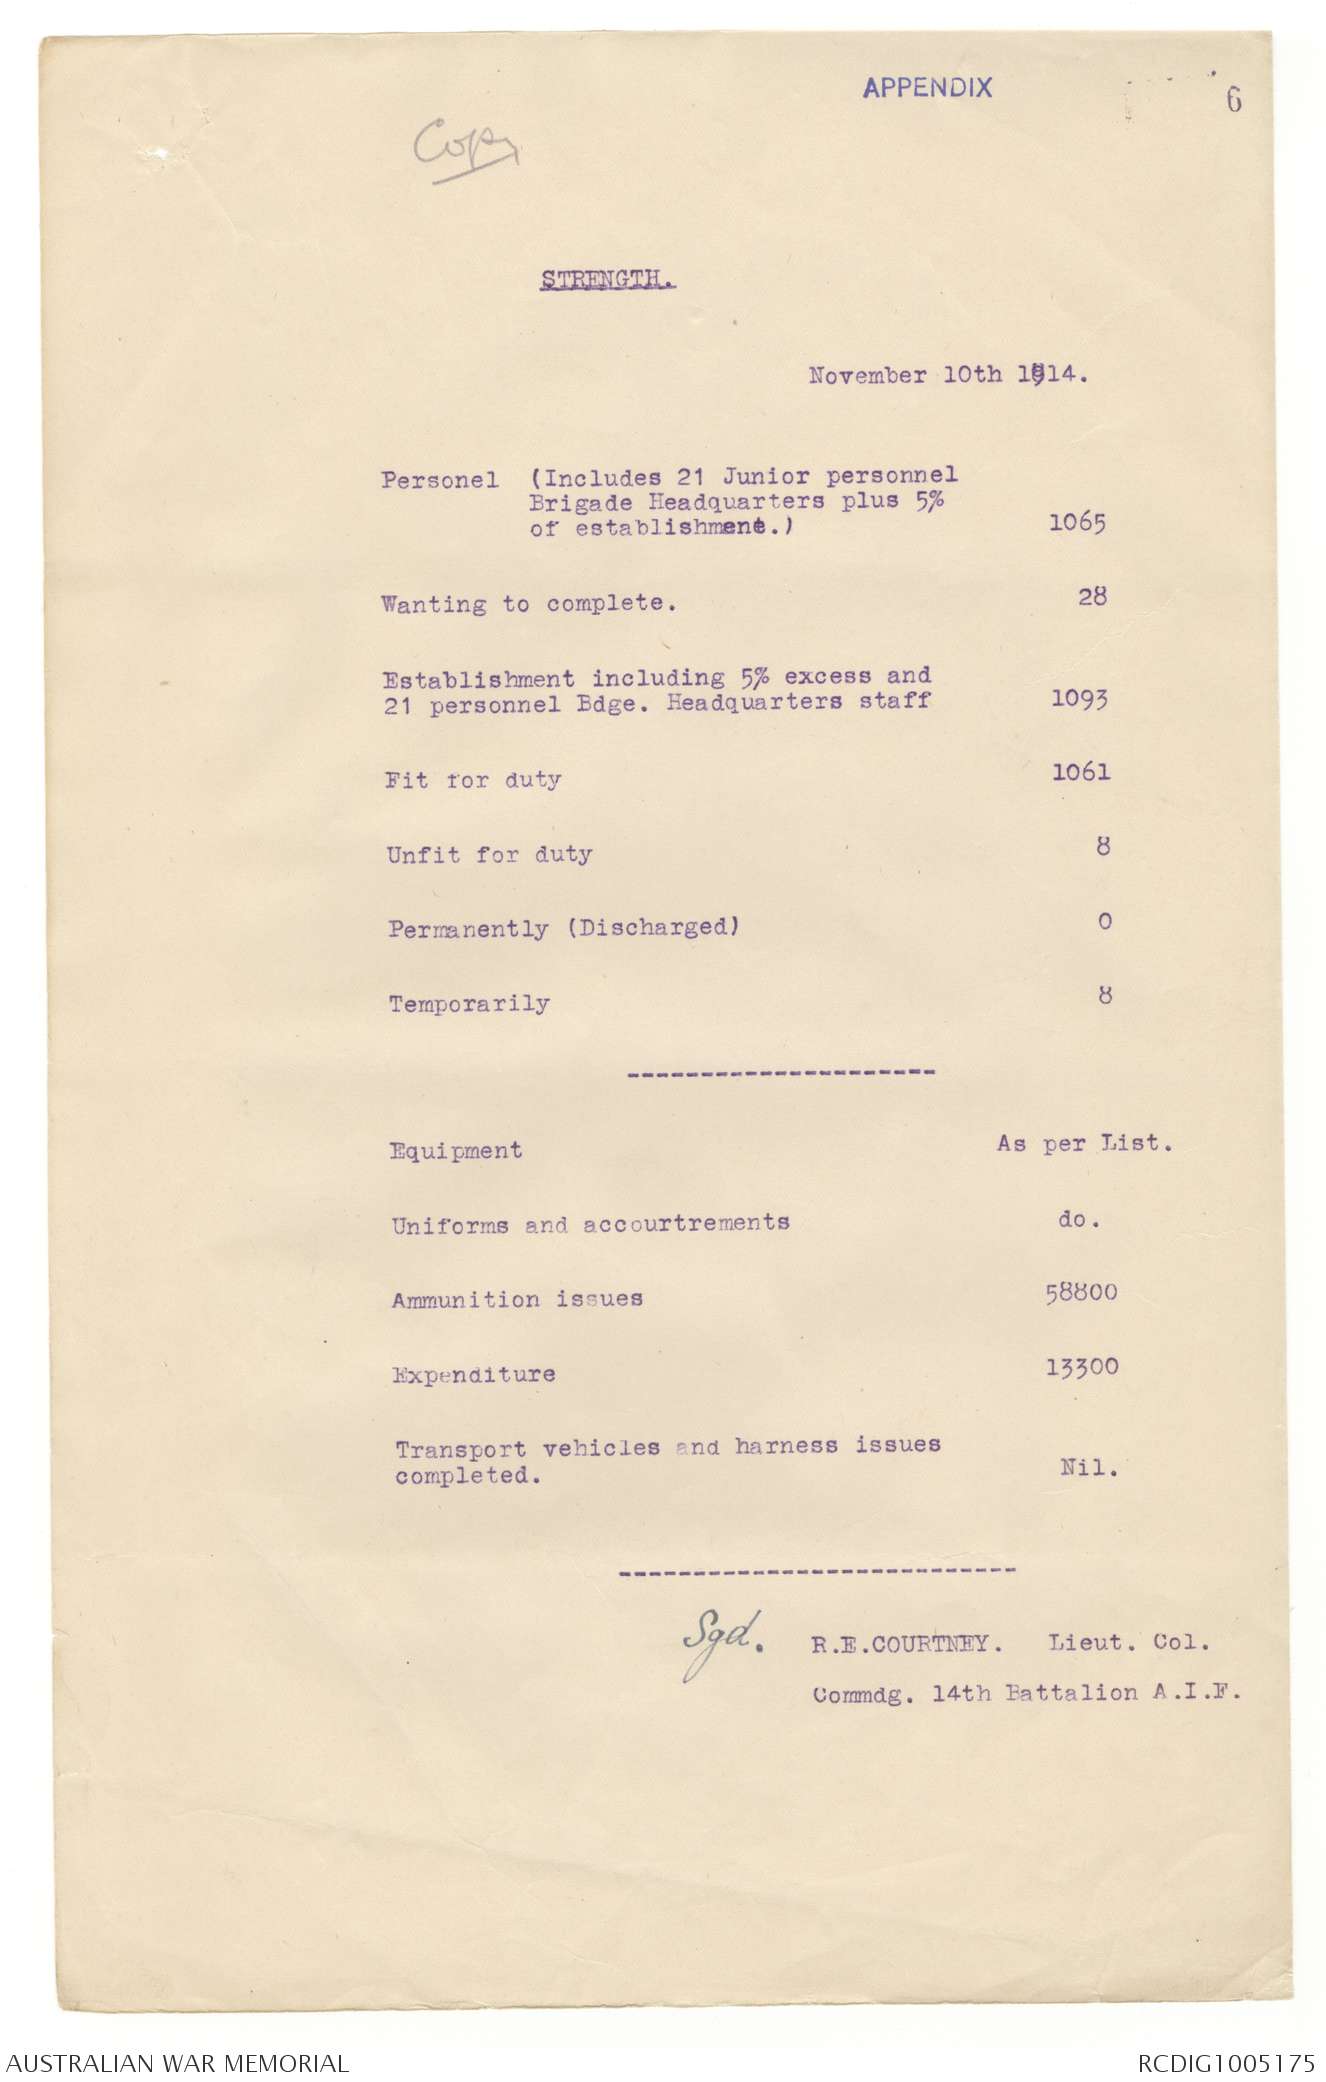 APPENDIX 6
Copy
STRENGTH.
November 10th 1914.
Personel (Includes 21 Junior personnel
Brigade Headquarters plus 5%
of establishment.) 1065
Wanting to complete. 28
Establishment including 5% excess and
21 personnel Bdge. Headquarters staff 1093
Fit for duty 1061
Unfit for duty 8
Permanently (Discharged) 0
Temporarily 8
Equipment As per List.
Uniforms and accourtrements do.
Ammunition issues 58800
Expenditure 13300
Transport vehicles and harness issues
completed. Nil.
Sgd. R.E.COURTNEY. Lieut. Col.
Commdg. 14th Battalion A.I.F.
AUSTRALIAN WAR MEMORIAL RCDIG1005175